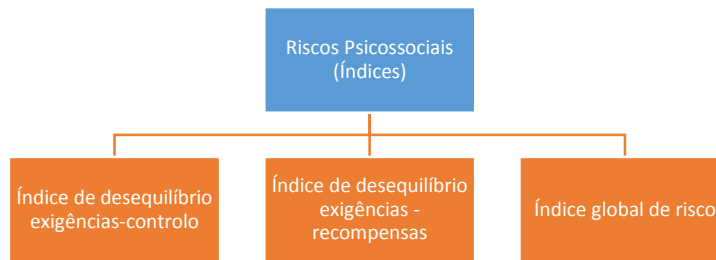 Riscos Psicossociais
(Índices)
Índice de desequilíbrio
exigências-controlo
Índice de desequilíbrio
exigências -
recompensas
Índice global de risco